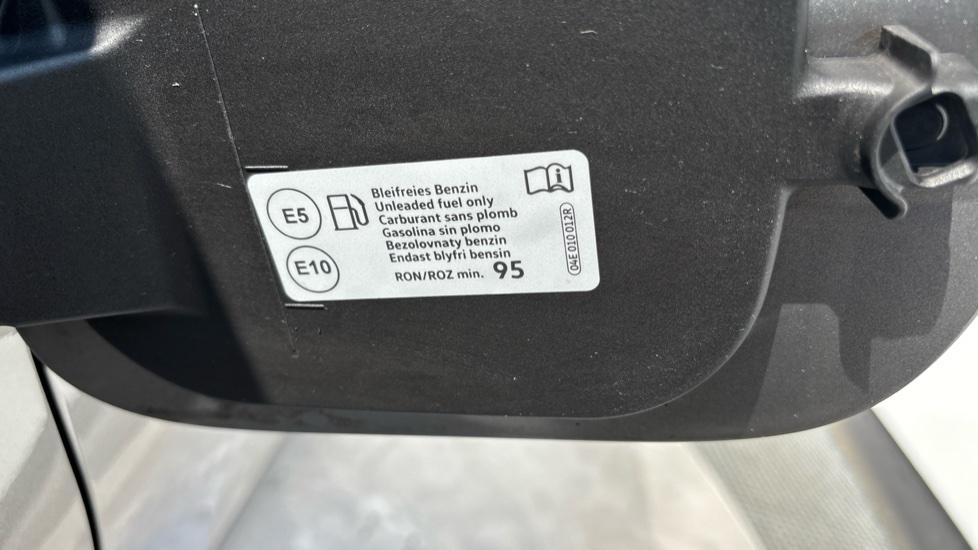 E5
E10
Bleifreies Benzin
Unleaded fuel only
Carburant sans plomb
Gasolina sin plomo
Bezolovnaty benzin
Endast blyfri bensin
RON/ROZ min. 95
i
04E 010 012R